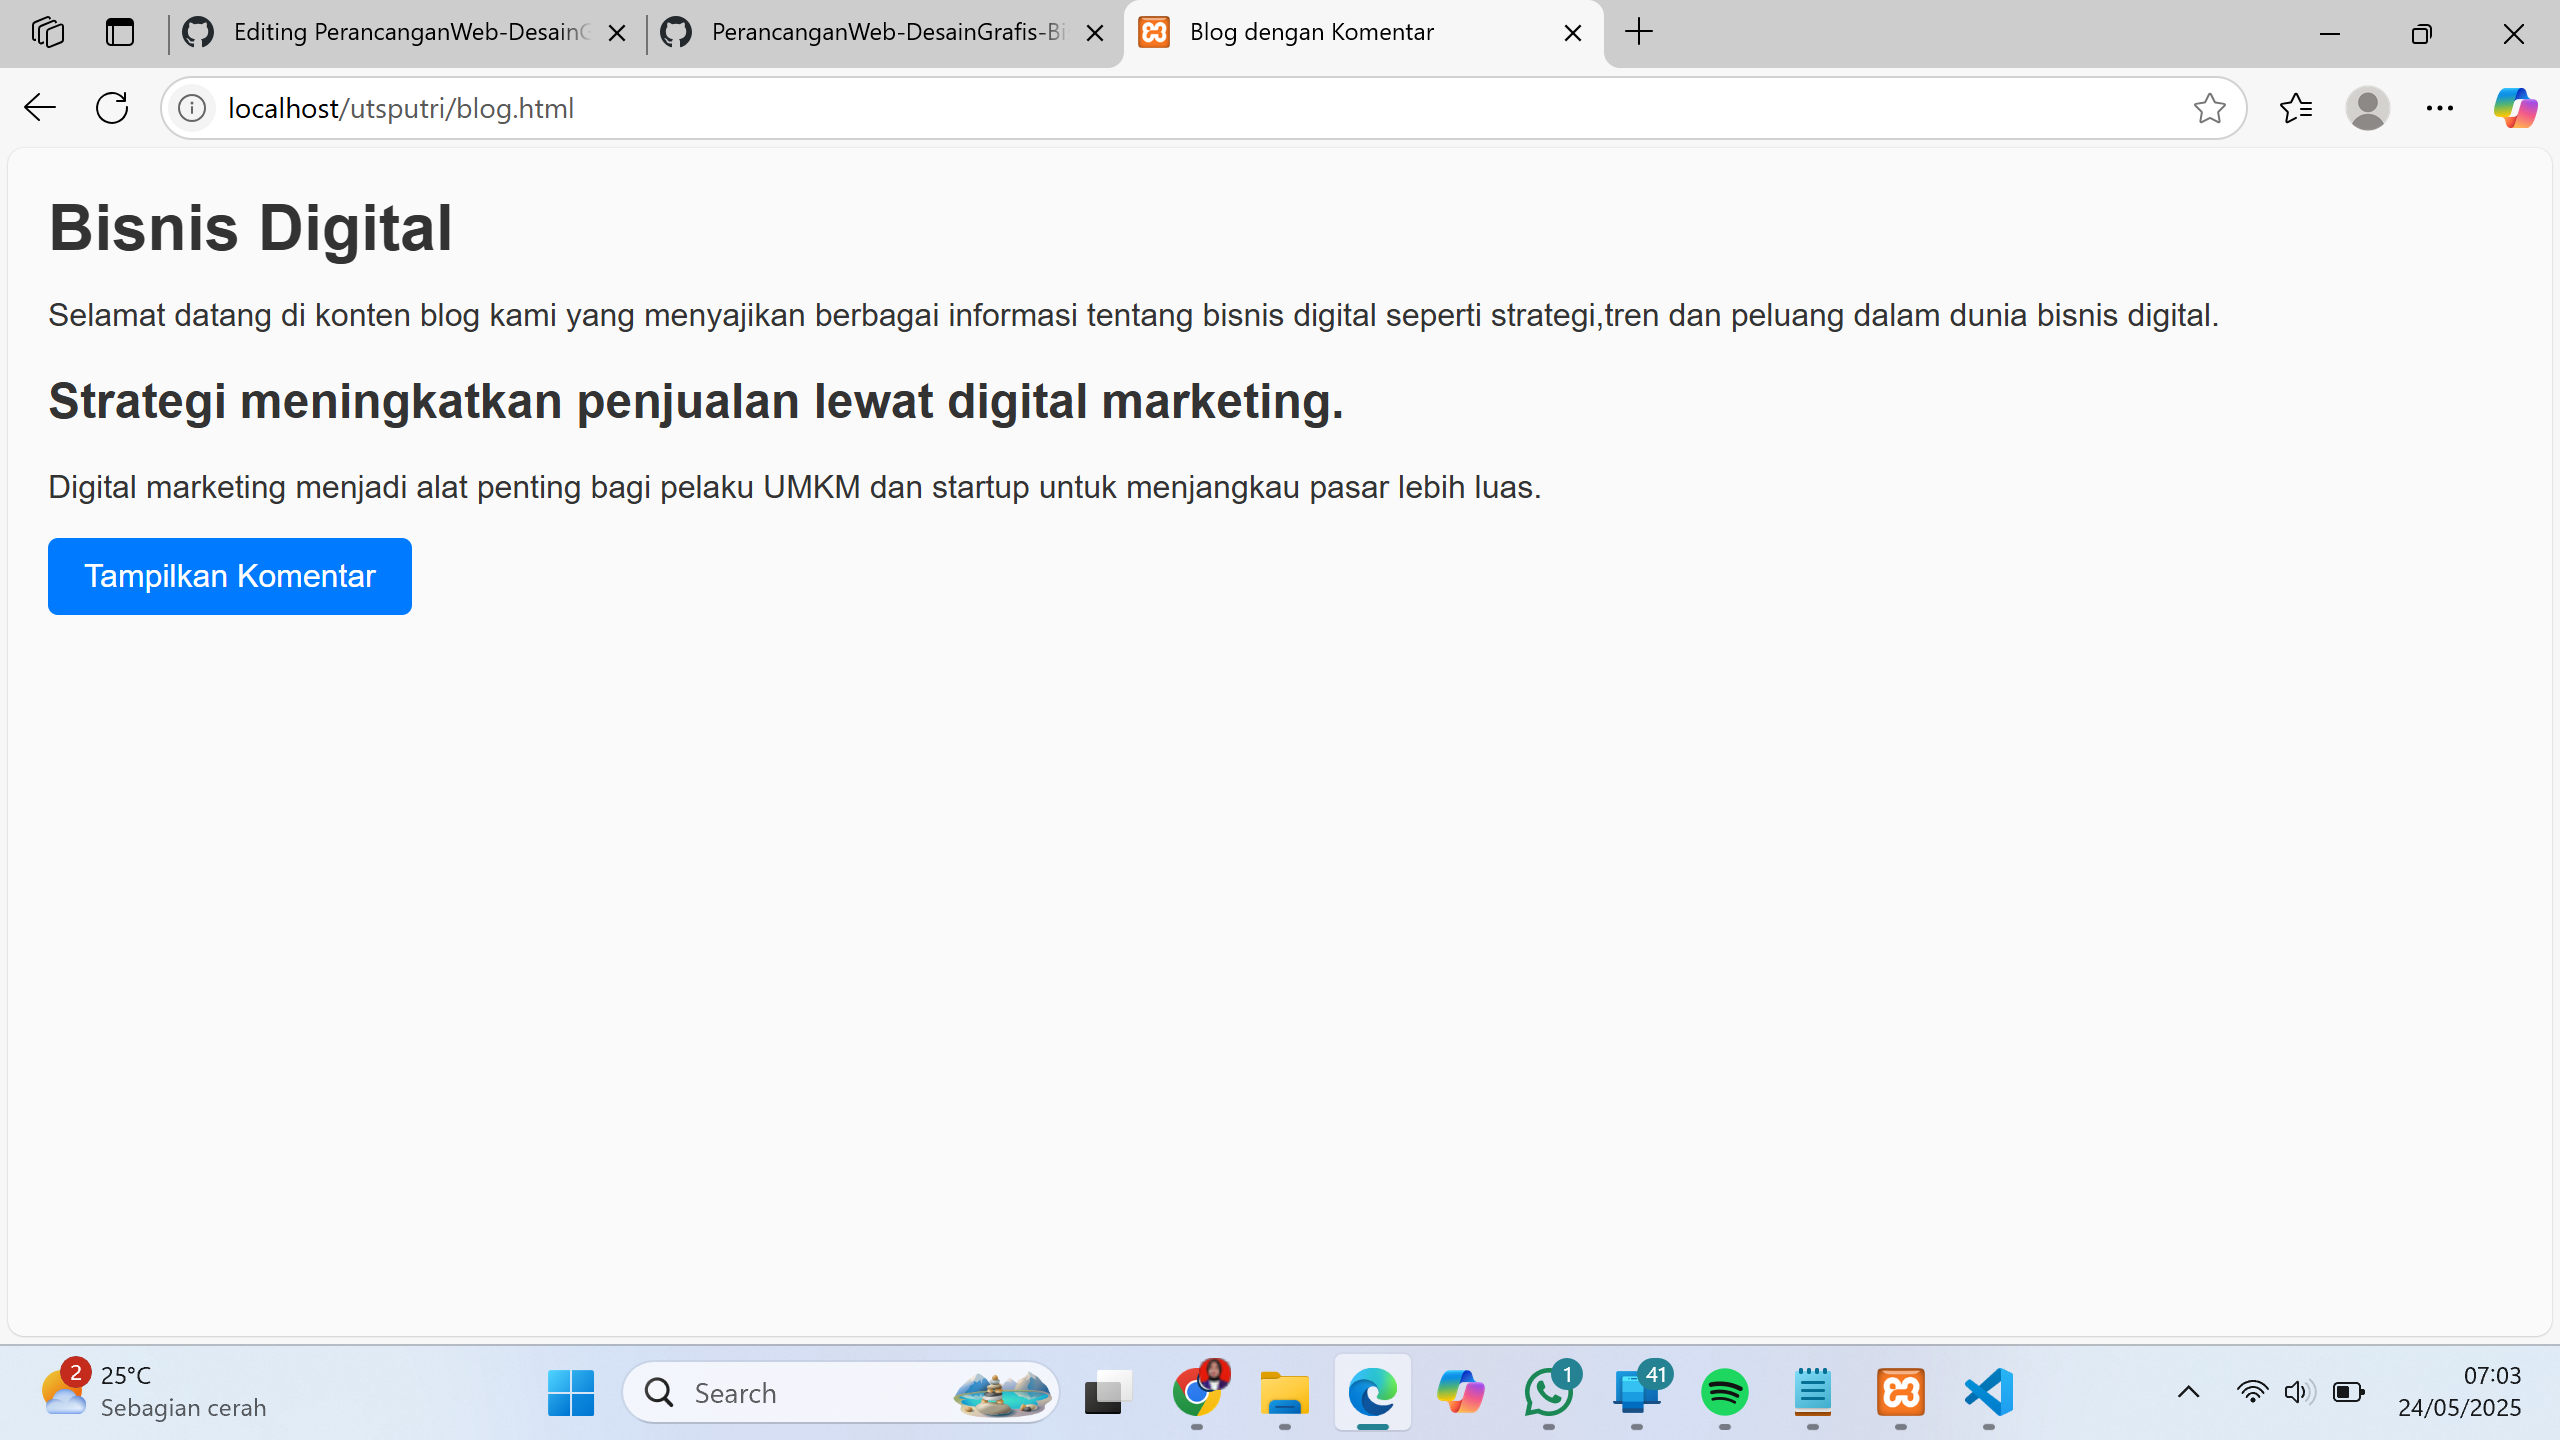 Editing PerancanganWeb-DesainG
PerancanganWeb-DesainGrafis-Bi
Blog dengan Komentar
localhost/utsputri/blog.html
Bisnis Digital
Selamat datang di konten blog kami yang menyajikan berbagai informasi tentang bisnis digital seperti strategi,tren dan peluang dalam dunia bisnis digital.
Strategi meningkatkan penjualan lewat digital marketing.
Digital marketing menjadi alat penting bagi pelaku UMKM dan startup untuk menjangkau pasar lebih luas.
Tampilkan Komentar
2
25°C
Sebagian cerah
Search
1
41
07:03
24/05/2025